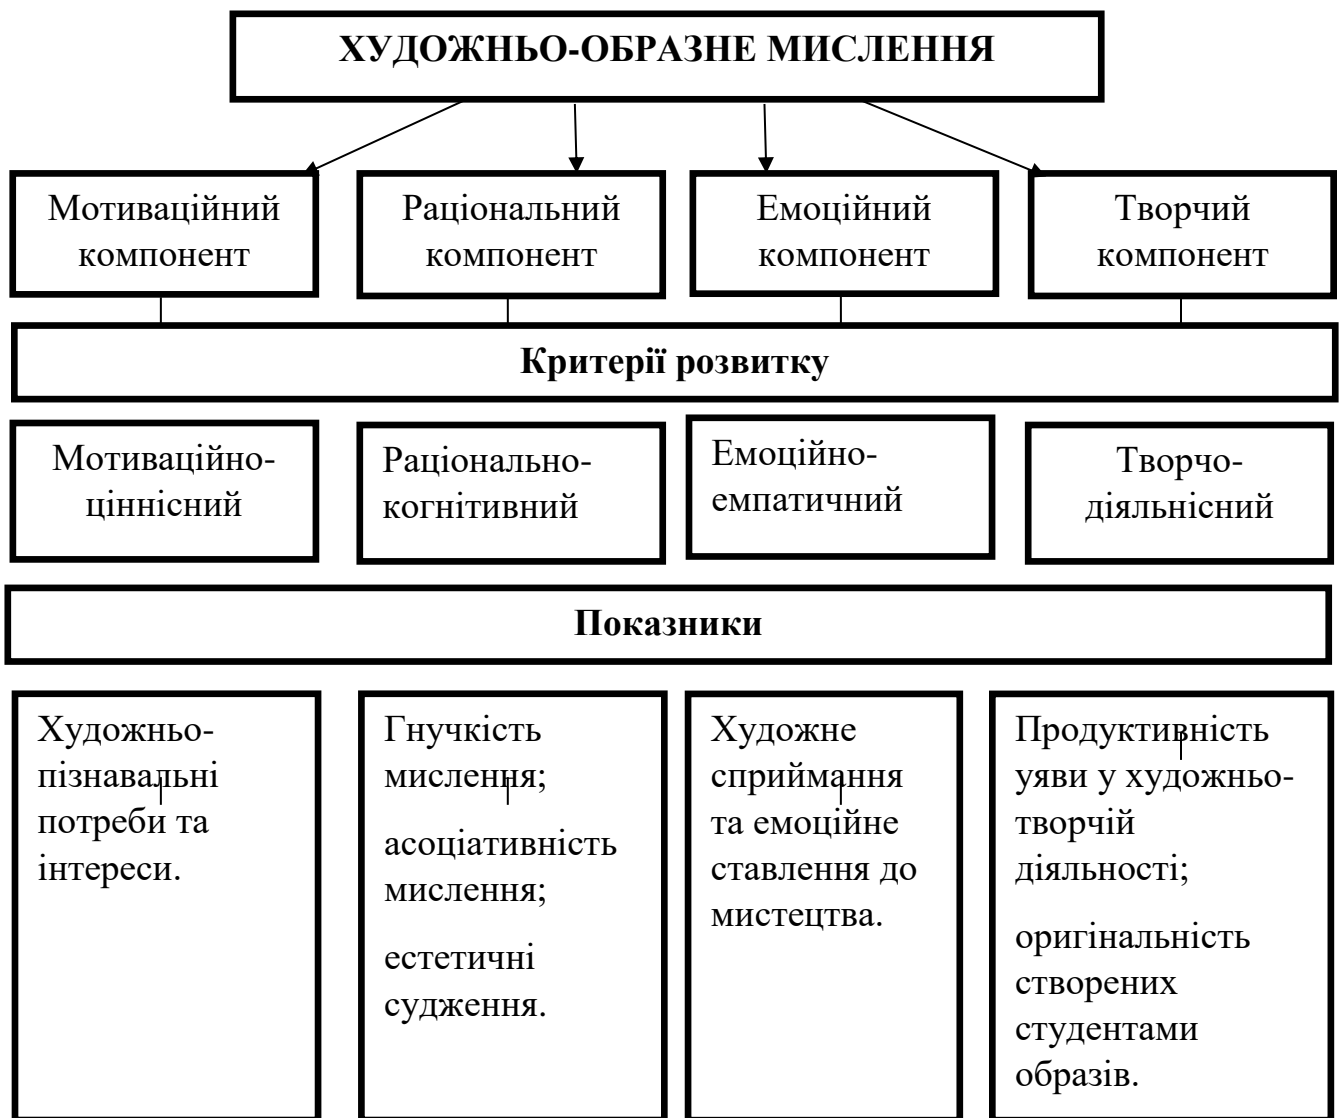 ХУДОЖНЬО-ОБРАЗНЕ МИСЛЕННЯ
Мотиваційний
компонент
Раціональний
компонент
Емоційний
компонент
Творчий
компонент
Критерії розвитку
Мотиваційно-
ціннісний
Раціонально-
когнітивний
Емоційно-
емпатичний
Творчо-
діяльнісний
Показники
Художньо-
пізнавальні
потреби та
інтереси.
Гнучкість
мислення;
асоціативність
мислення;
естетичні
судження.
Художне
сприймання
та емоційне
ставлення до
мистецтва.
Продуктивність
уяви у художньо-
творчій
діяльності;
оригінальність
створених
студентами
образів.